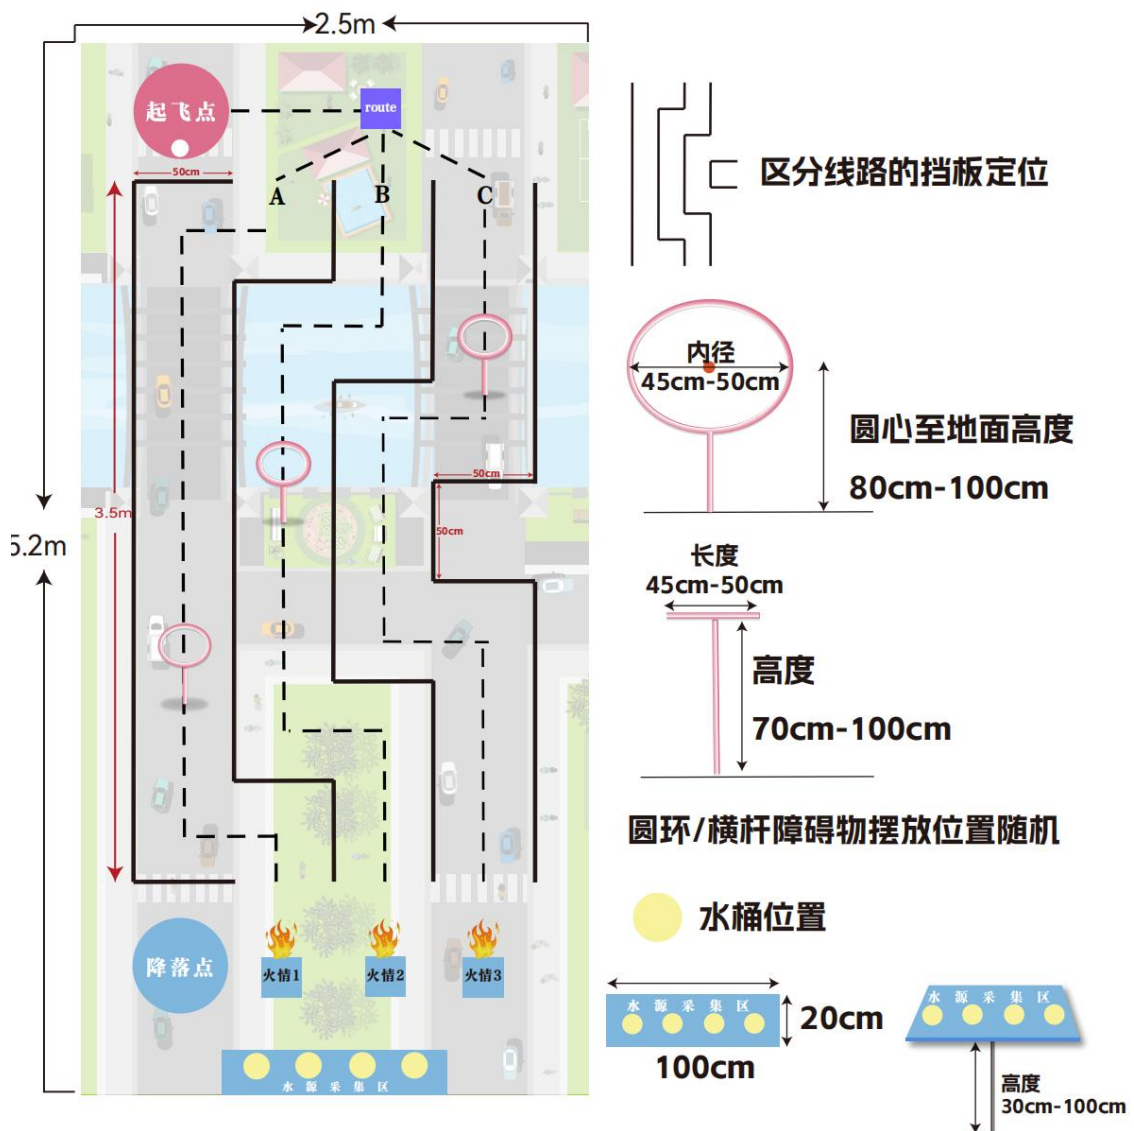 2.5m
起飞点
route
50cm
A
B
C
区分线路的挡板定位
内径
45cm-50cm
圆心至地面高度
80cm-100cm
50cm
50cm
3.5m
5.2m
长度
45cm-50cm
高度
70cm-100cm
圆环/横杆障碍物摆放位置随机
水桶位置
降落点
火情1
火情2
火情3
水源采集区
水源采集区
20cm
100cm
水源采集区
高度
30cm-100cm